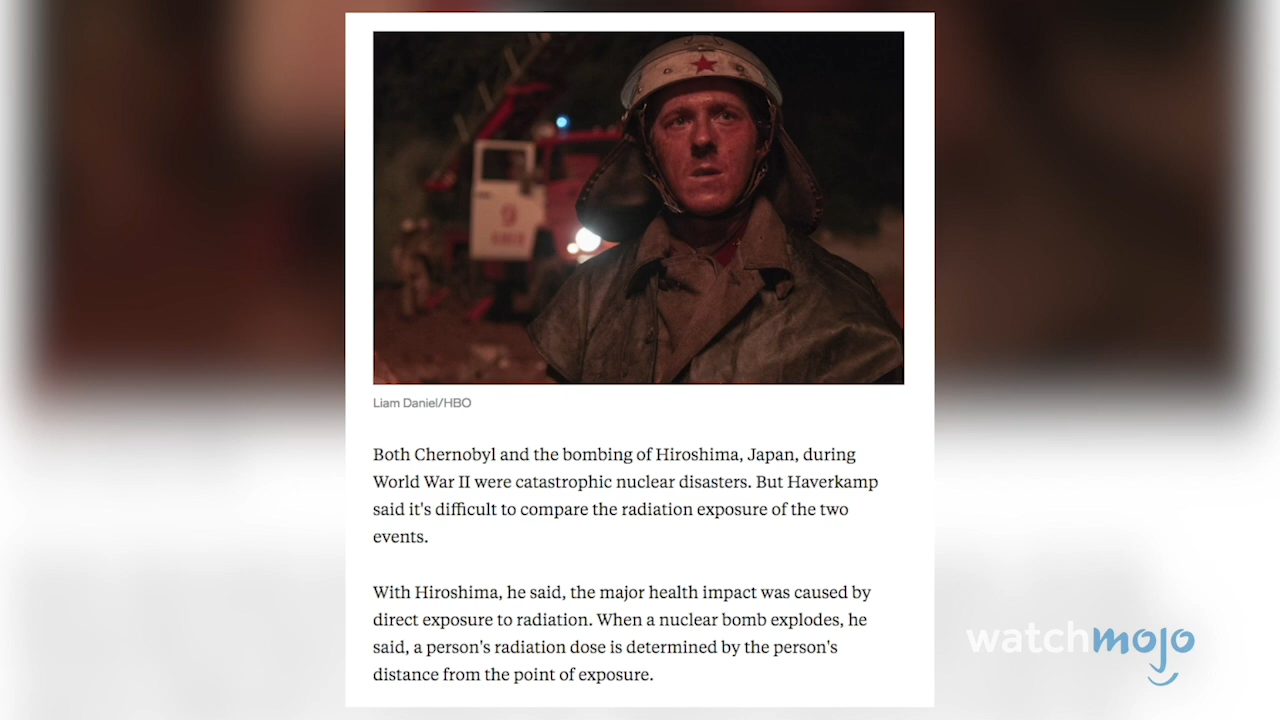 9
Liam Daniel/HBO
Both Chernobyl and the bombing of Hiroshima, Japan, during
World War II were catastrophic nuclear disasters. But Haverkamp
said it's difficult to compare the radiation exposure of the two
events.
With Hiroshima, he said, the major health impact was caused by
direct exposure to radiation. When a nuclear bomb explodes, he
said, a person's radiation dose is determined by the person's
distance from the point of exposure.
watchmojo